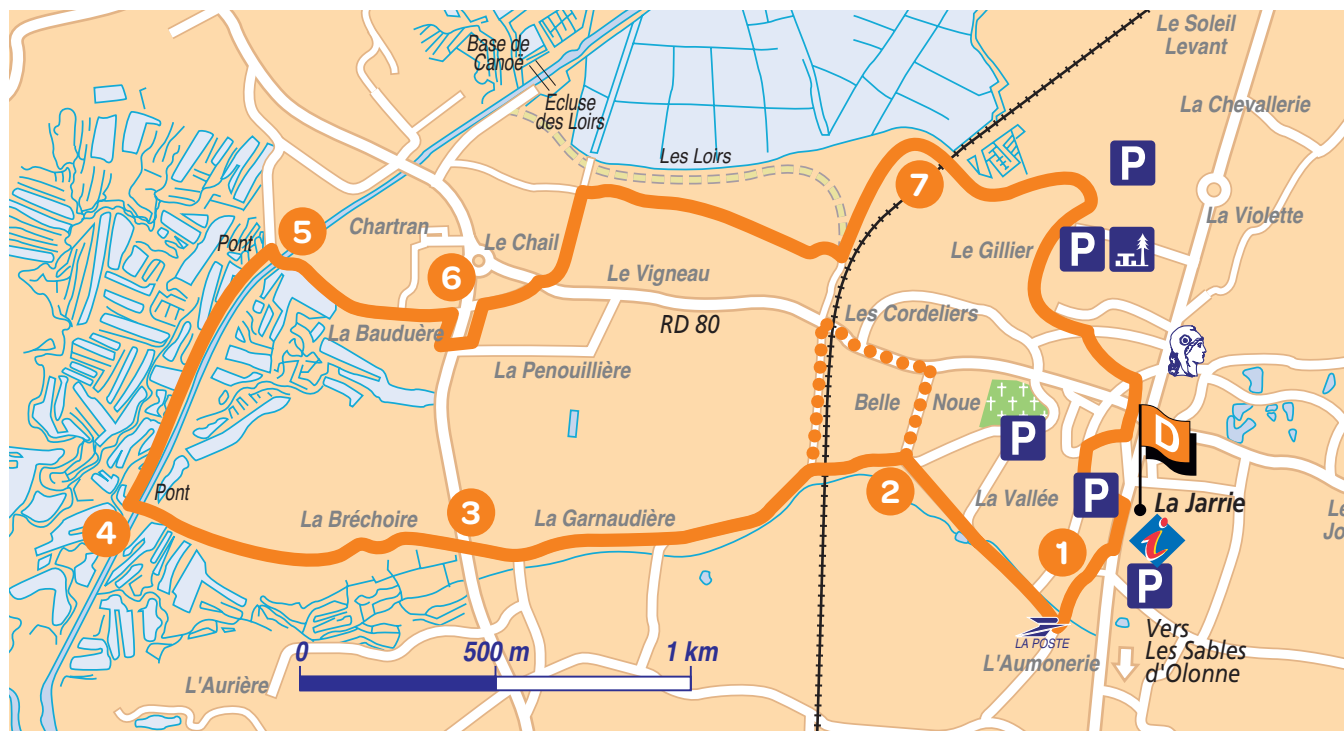 Le Soleil
Levant
Base de
Canoë
Ecluse
des Loirs
La Chevallerie
Les Loirs
P
7
La Violette
Pont
5
Chartran
Le Chail
Le Gillier
P
6
Le Vigneau
La Bauduère
RD 80
Les Cordeliers
La Penouillière
Belle
Noue
P
D
Pont
4
La Bréchoire
3
La Garnaudière
2
La Vallée
P
La Jarrie
i
1
P
0
500 m
1 km
LA POSTE
L'Aumonerie
Vers
Les Sables
d'Olonne
L'Aurière